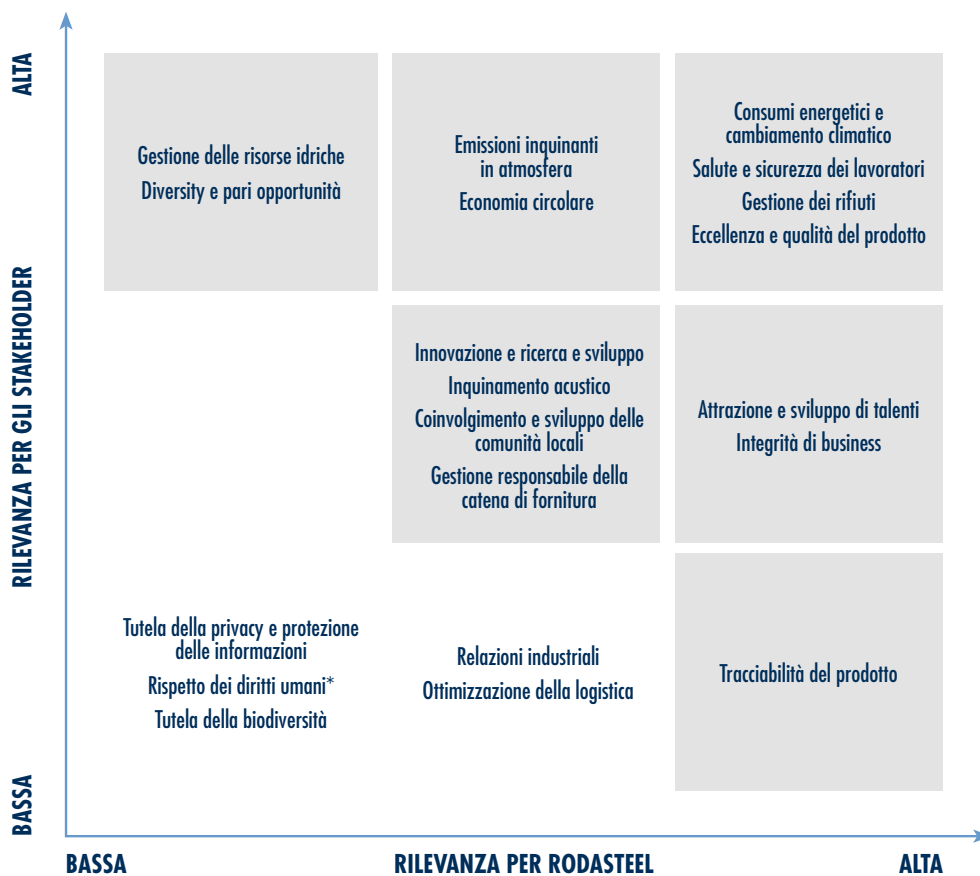 ALTA
RILEVANZA PER GLI STAKEHOLDER
BASSA
Gestione delle risorse idriche
Diversity e pari opportunità
Emissioni inquinanti
in atmosfera
Economia circolare
Consumi energetici e
cambiamento climatico
Salute e sicurezza dei lavoratori
Gestione dei rifiuti
Eccellenza e qualità del prodotto
Innovazione e ricerca e sviluppo
Inquinamento acustico
Coinvolgimento e sviluppo delle
comunità locali
Gestione responsabile della
catena di fornitura
Attrazione e sviluppo di talenti
Integrità di business
Tutela della privacy e protezione
delle informazioni
Rispetto dei diritti umani*
Tutela della biodiversità
Relazioni industriali
Ottimizzazione della logistica
Tracciabilità del prodotto
BASSA
RILEVANZA PER RODASTEEL
ALTA